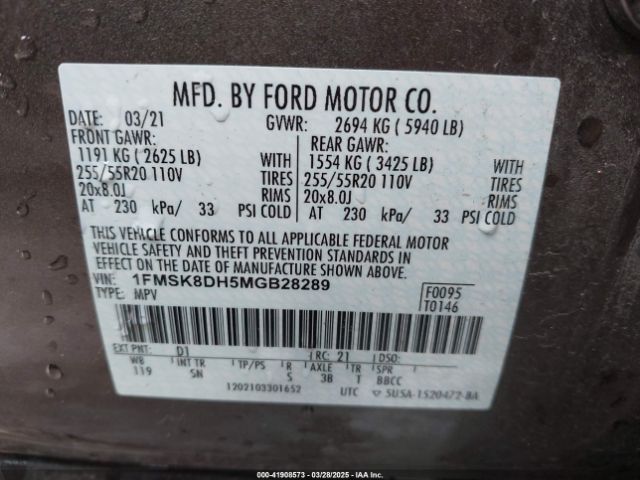 MFD. BY FORD MOTOR CO.
DATE: 03/21 GVWR: 2694 KG ( 5940 LB)
FRONT GAWR: REAR GAWR:
1191 KG ( 2625 LB) WITH 1554 KG ( 3425 LB) WITH
255/55R20 110V TIRES 255/55R20 110V TIRES
20x8.0J RIMS 20x8.0J RIMS
AT 230 kPa/ 33 PSI COLD AT 230 kPa/ 33 PSI COLD
THIS VEHICLE CONFORMS TO ALL APPLICABLE FEDERAL MOTOR
VEHICLE SAFETY AND THEFT PREVENTION STANDARDS
IN EFFECT ON THE DATE OF MANUFACTURE SHOWN ABOVE.
VIN: 1FMSK8DH5MGB28289 F0095
TYPE: MPV T0146
EXT PNT: D1 RC: 21 DSO:
WB INT TR TP/PS R AXLE TR SPR
119 5N S 3B T BBCC
1202103301652 UTC 5U5A-1520472-BA
000-41908573 - 03/28/2025 - IAA Inc.